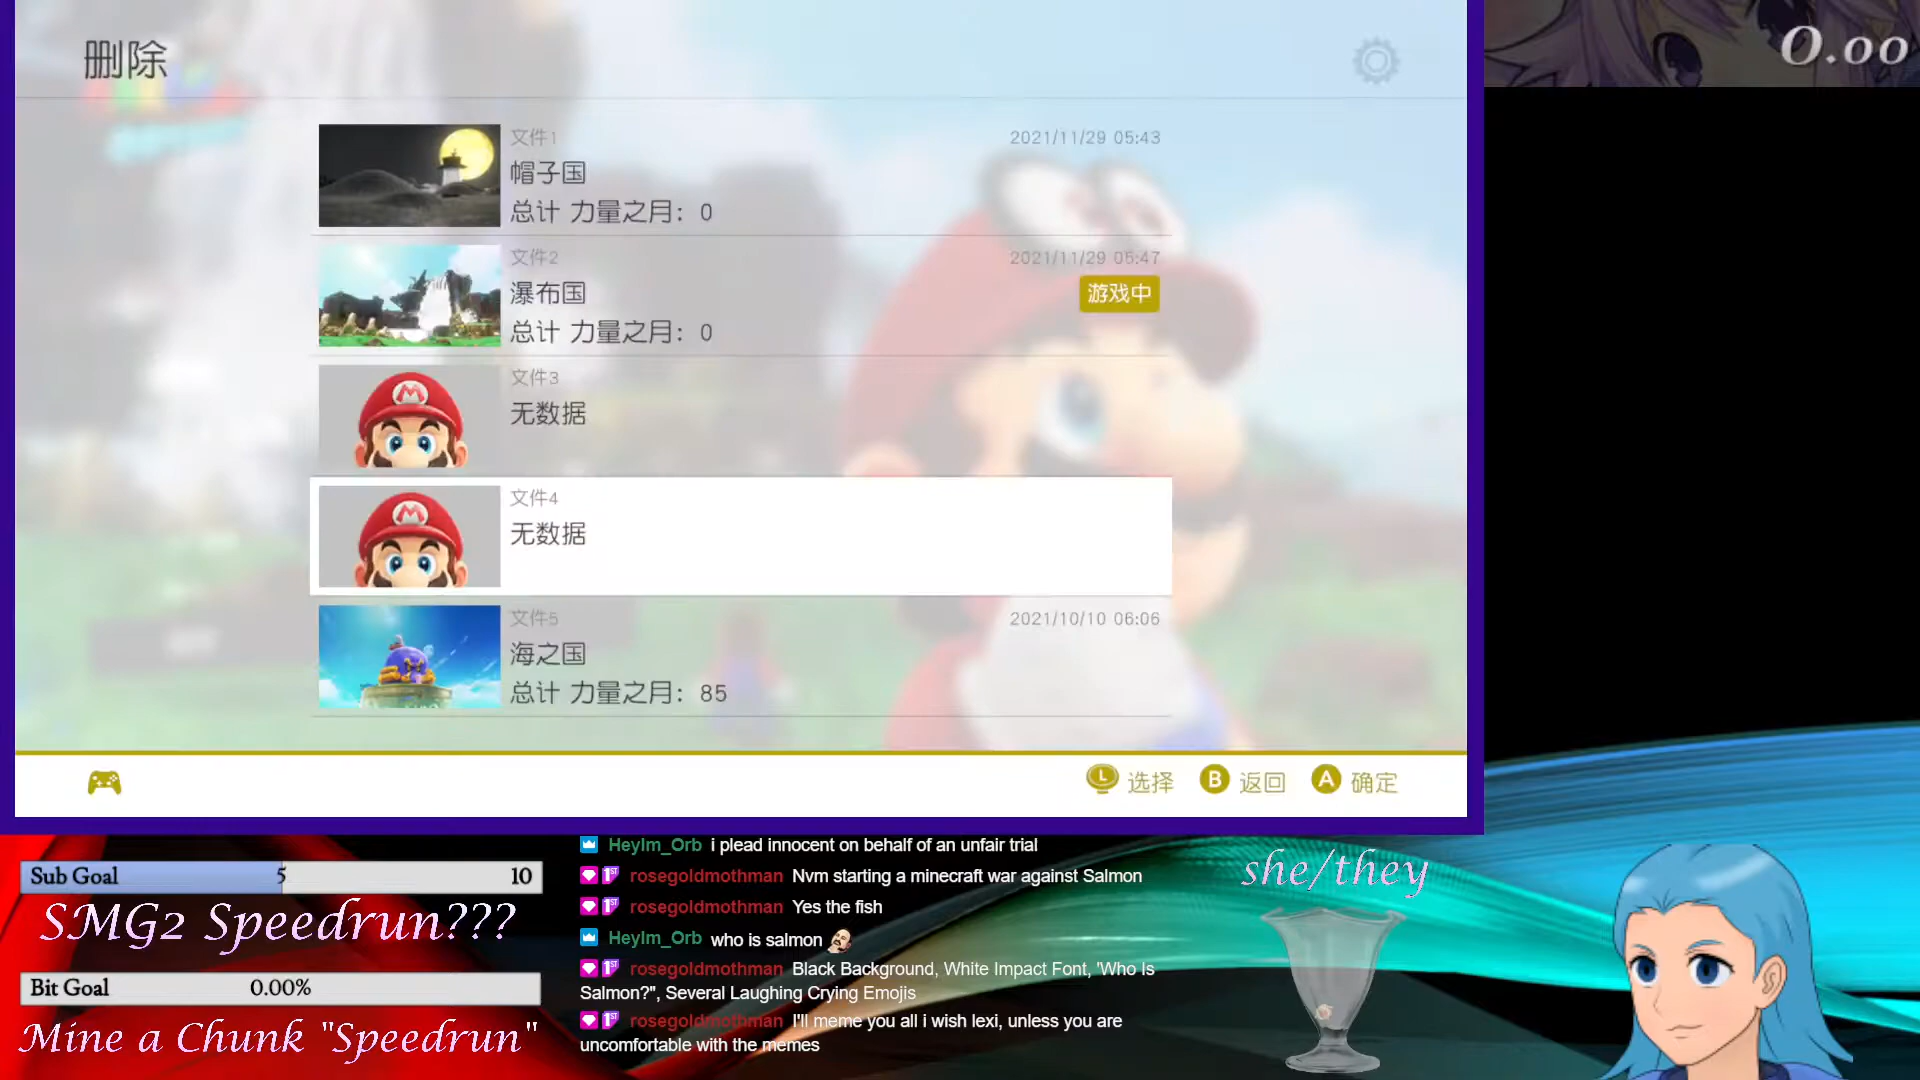 删除
0.00
文件1
2021/11/29 05:43
帽子国
总计 力量之月: 0
文件2
2021/11/29 05:47
瀑布国
游戏中
总计 力量之月: 0
文件3
无数据
文件4
无数据
文件5
2021/10/10 06:06
海之国
总计 力量之月: 85
L 选择 B 返回 A 确定
Sub Goal 5 10
SMG2 Speedrun???
Bit Goal 0.00%
Mine a Chunk "Speedrun"
HeyIm_Orb i plead innocent on behalf of an unfair trial
rosegoldmothman Nvm starting a minecraft war against Salmon
rosegoldmothman Yes the fish
HeyIm_Orb who is salmon
rosegoldmothman Black Background, White Impact Font, 'Who Is
Salmon?", Several Laughing Crying Emojis
rosegoldmothman I'll meme you all i wish lexi, unless you are
uncomfortable with the memes
she/they